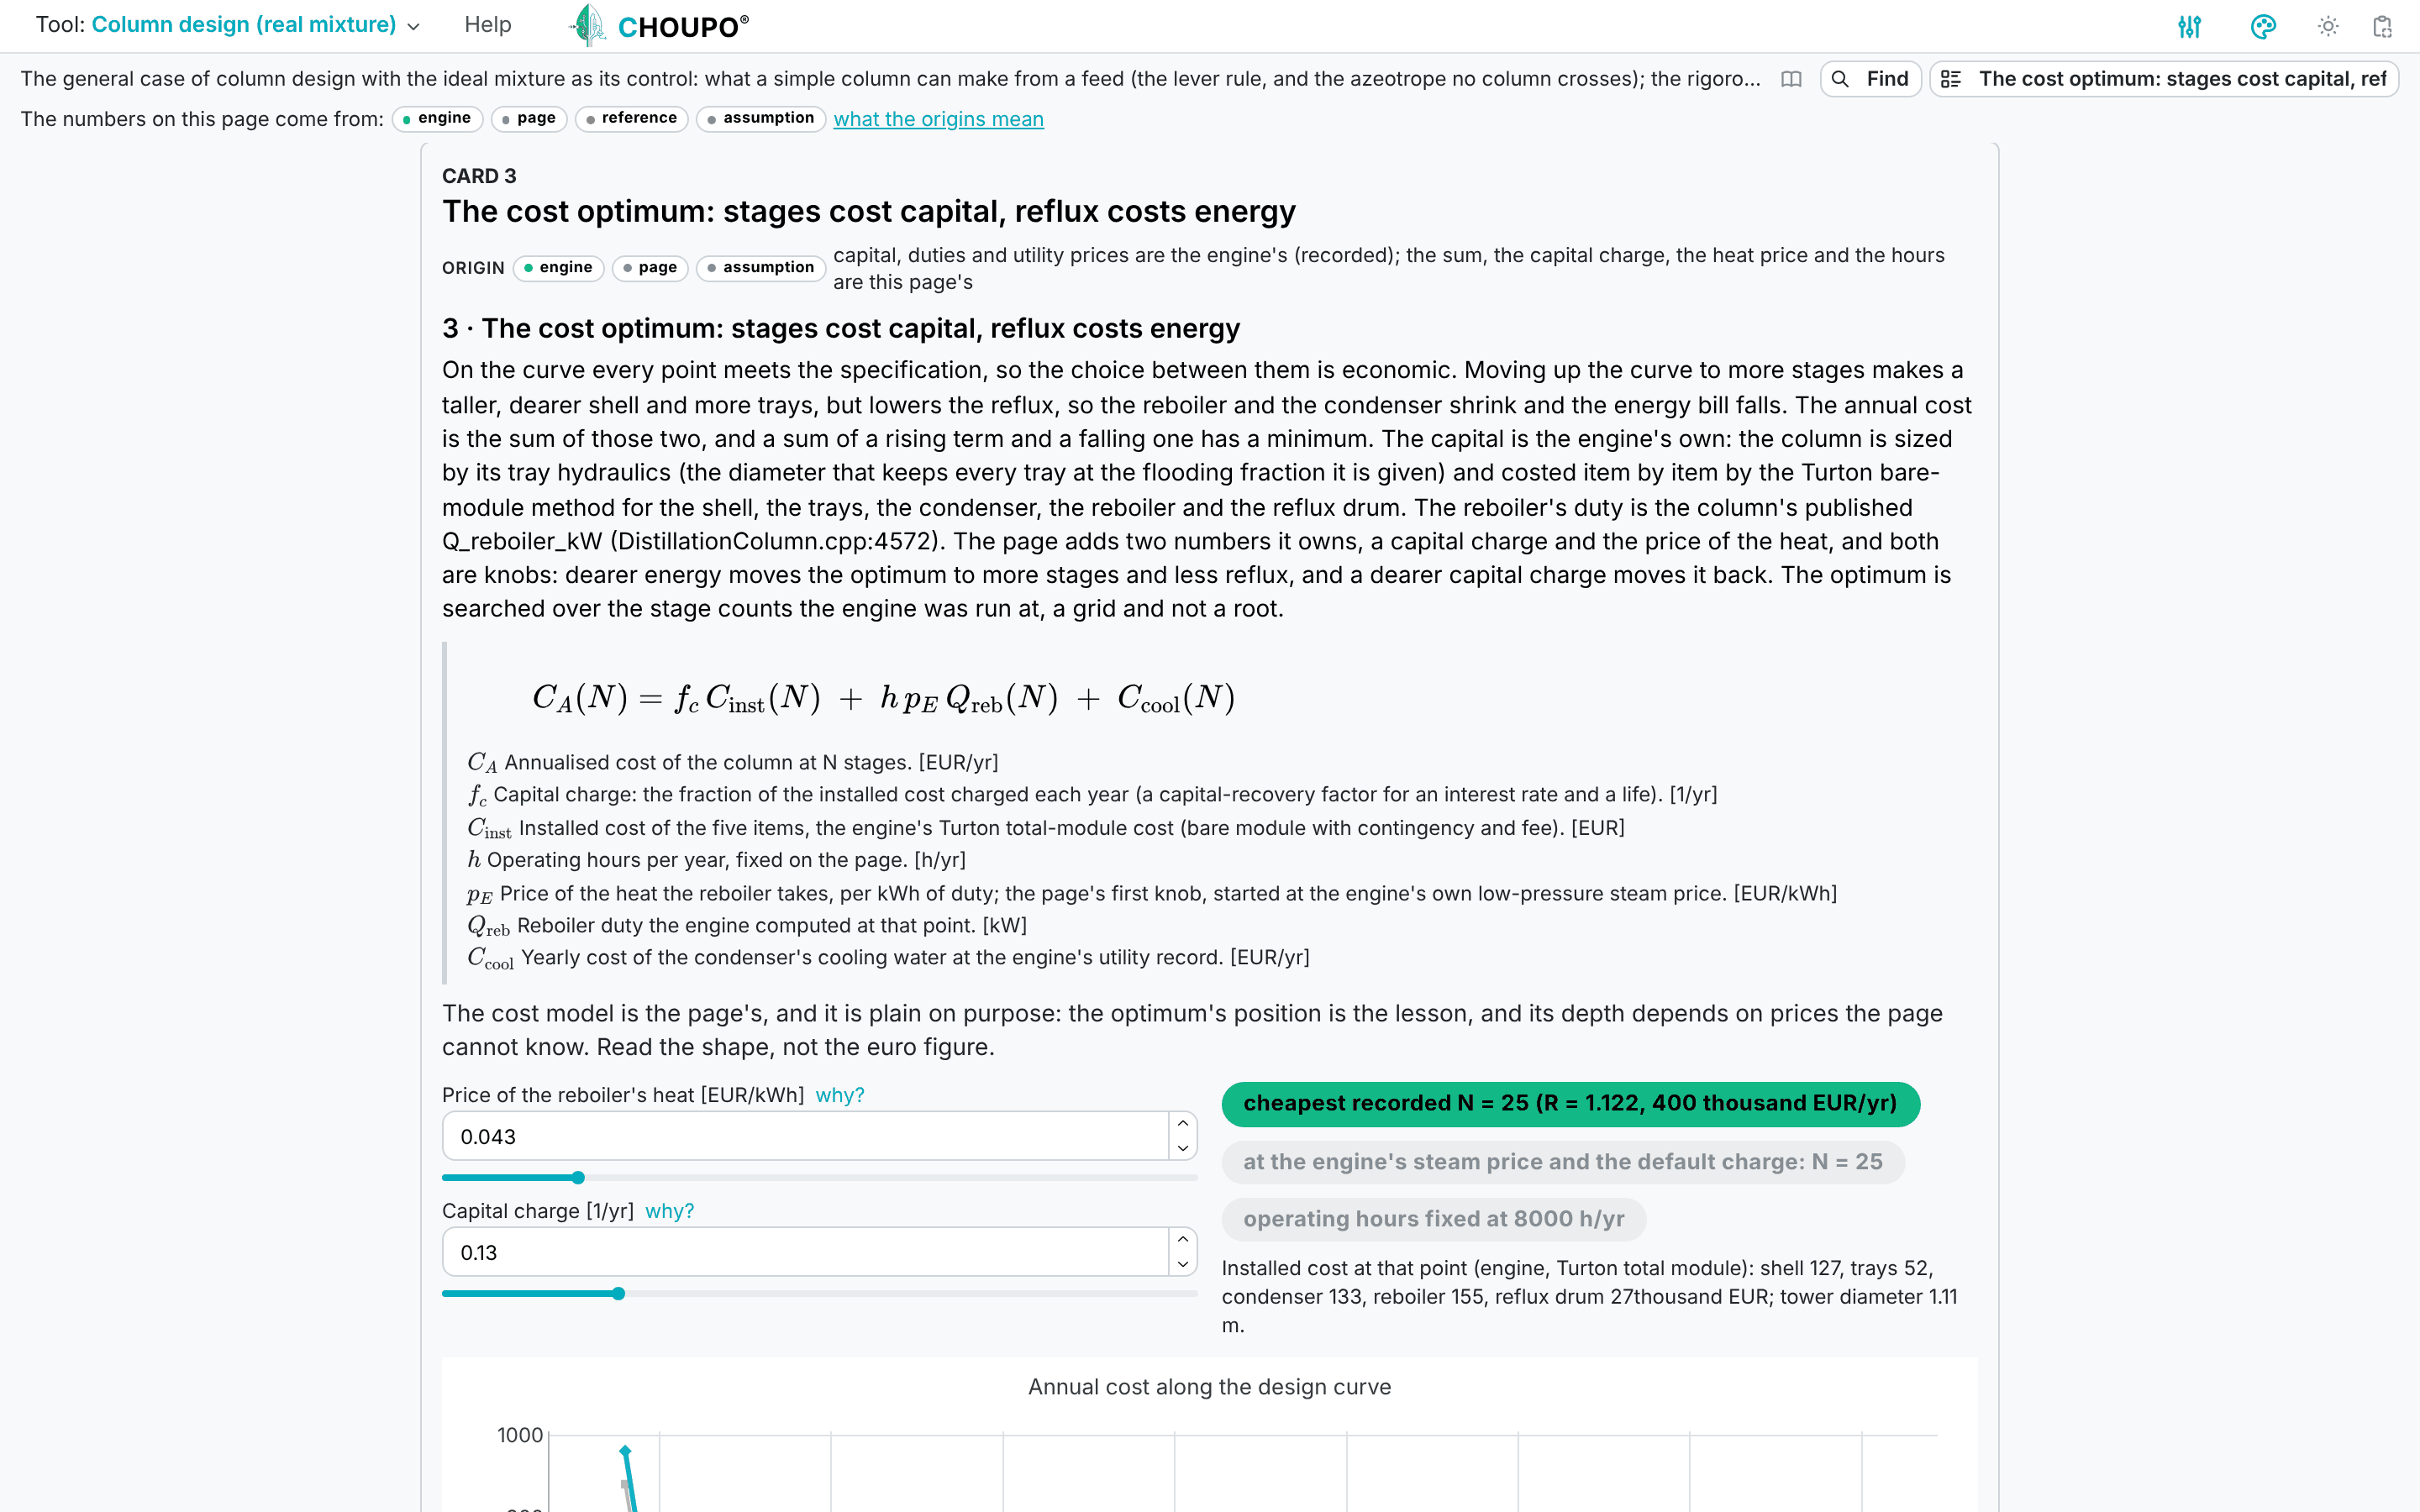 Tool: Column design (real mixture) Help CHOUPO®
The general case of column design with the ideal mixture as its control: what a simple column can make from a feed (the lever rule, and the azeotrope no column crosses); the rigoro... Find The cost optimum: stages cost capital, ref
The numbers on this page come from: engine page reference assumption what the origins mean
CARD 3
The cost optimum: stages cost capital, reflux costs energy
ORIGIN engine page assumption capital, duties and utility prices are the engine's (recorded); the sum, the capital charge, the heat price and the hours
are this page's
3 · The cost optimum: stages cost capital, reflux costs energy
On the curve every point meets the specification, so the choice between them is economic. Moving up the curve to more stages makes a
taller, dearer shell and more trays, but lowers the reflux, so the reboiler and the condenser shrink and the energy bill falls. The annual cost
is the sum of those two, and a sum of a rising term and a falling one has a minimum. The capital is the engine's own: the column is sized
by its tray hydraulics (the diameter that keeps every tray at the flooding fraction it is given) and costed item by item by the Turton bare-
module method for the shell, the trays, the condenser, the reboiler and the reflux drum. The reboiler's duty is the column's published
Q_reboiler_kW (DistillationColumn.cpp:4572). The page adds two numbers it owns, a capital charge and the price of the heat, and both
are knobs: dearer energy moves the optimum to more stages and less reflux, and a dearer capital charge moves it back. The optimum is
searched over the stage counts the engine was run at, a grid and not a root.
C_A(N) = f_c C_inst(N) + h p_E Q_reb(N) + C_cool(N)
C_A Annualised cost of the column at N stages. [EUR/yr]
f_c Capital charge: the fraction of the installed cost charged each year (a capital-recovery factor for an interest rate and a life). [1/yr]
C_inst Installed cost of the five items, the engine's Turton total-module cost (bare module with contingency and fee). [EUR]
h Operating hours per year, fixed on the page. [h/yr]
p_E Price of the heat the reboiler takes, per kWh of duty; the page's first knob, started at the engine's own low-pressure steam price. [EUR/kWh]
Q_reb Reboiler duty the engine computed at that point. [kW]
C_cool Yearly cost of the condenser's cooling water at the engine's utility record. [EUR/yr]
The cost model is the page's, and it is plain on purpose: the optimum's position is the lesson, and its depth depends on prices the page
cannot know. Read the shape, not the euro figure.
Price of the reboiler's heat [EUR/kWh] why?
0.043
Capital charge [1/yr] why?
0.13
cheapest recorded N = 25 (R = 1.122, 400 thousand EUR/yr)
at the engine's steam price and the default charge: N = 25
operating hours fixed at 8000 h/yr
Installed cost at that point (engine, Turton total module): shell 127, trays 52,
condenser 133, reboiler 155, reflux drum 27thousand EUR; tower diameter 1.11
m.
Annual cost along the design curve
1000